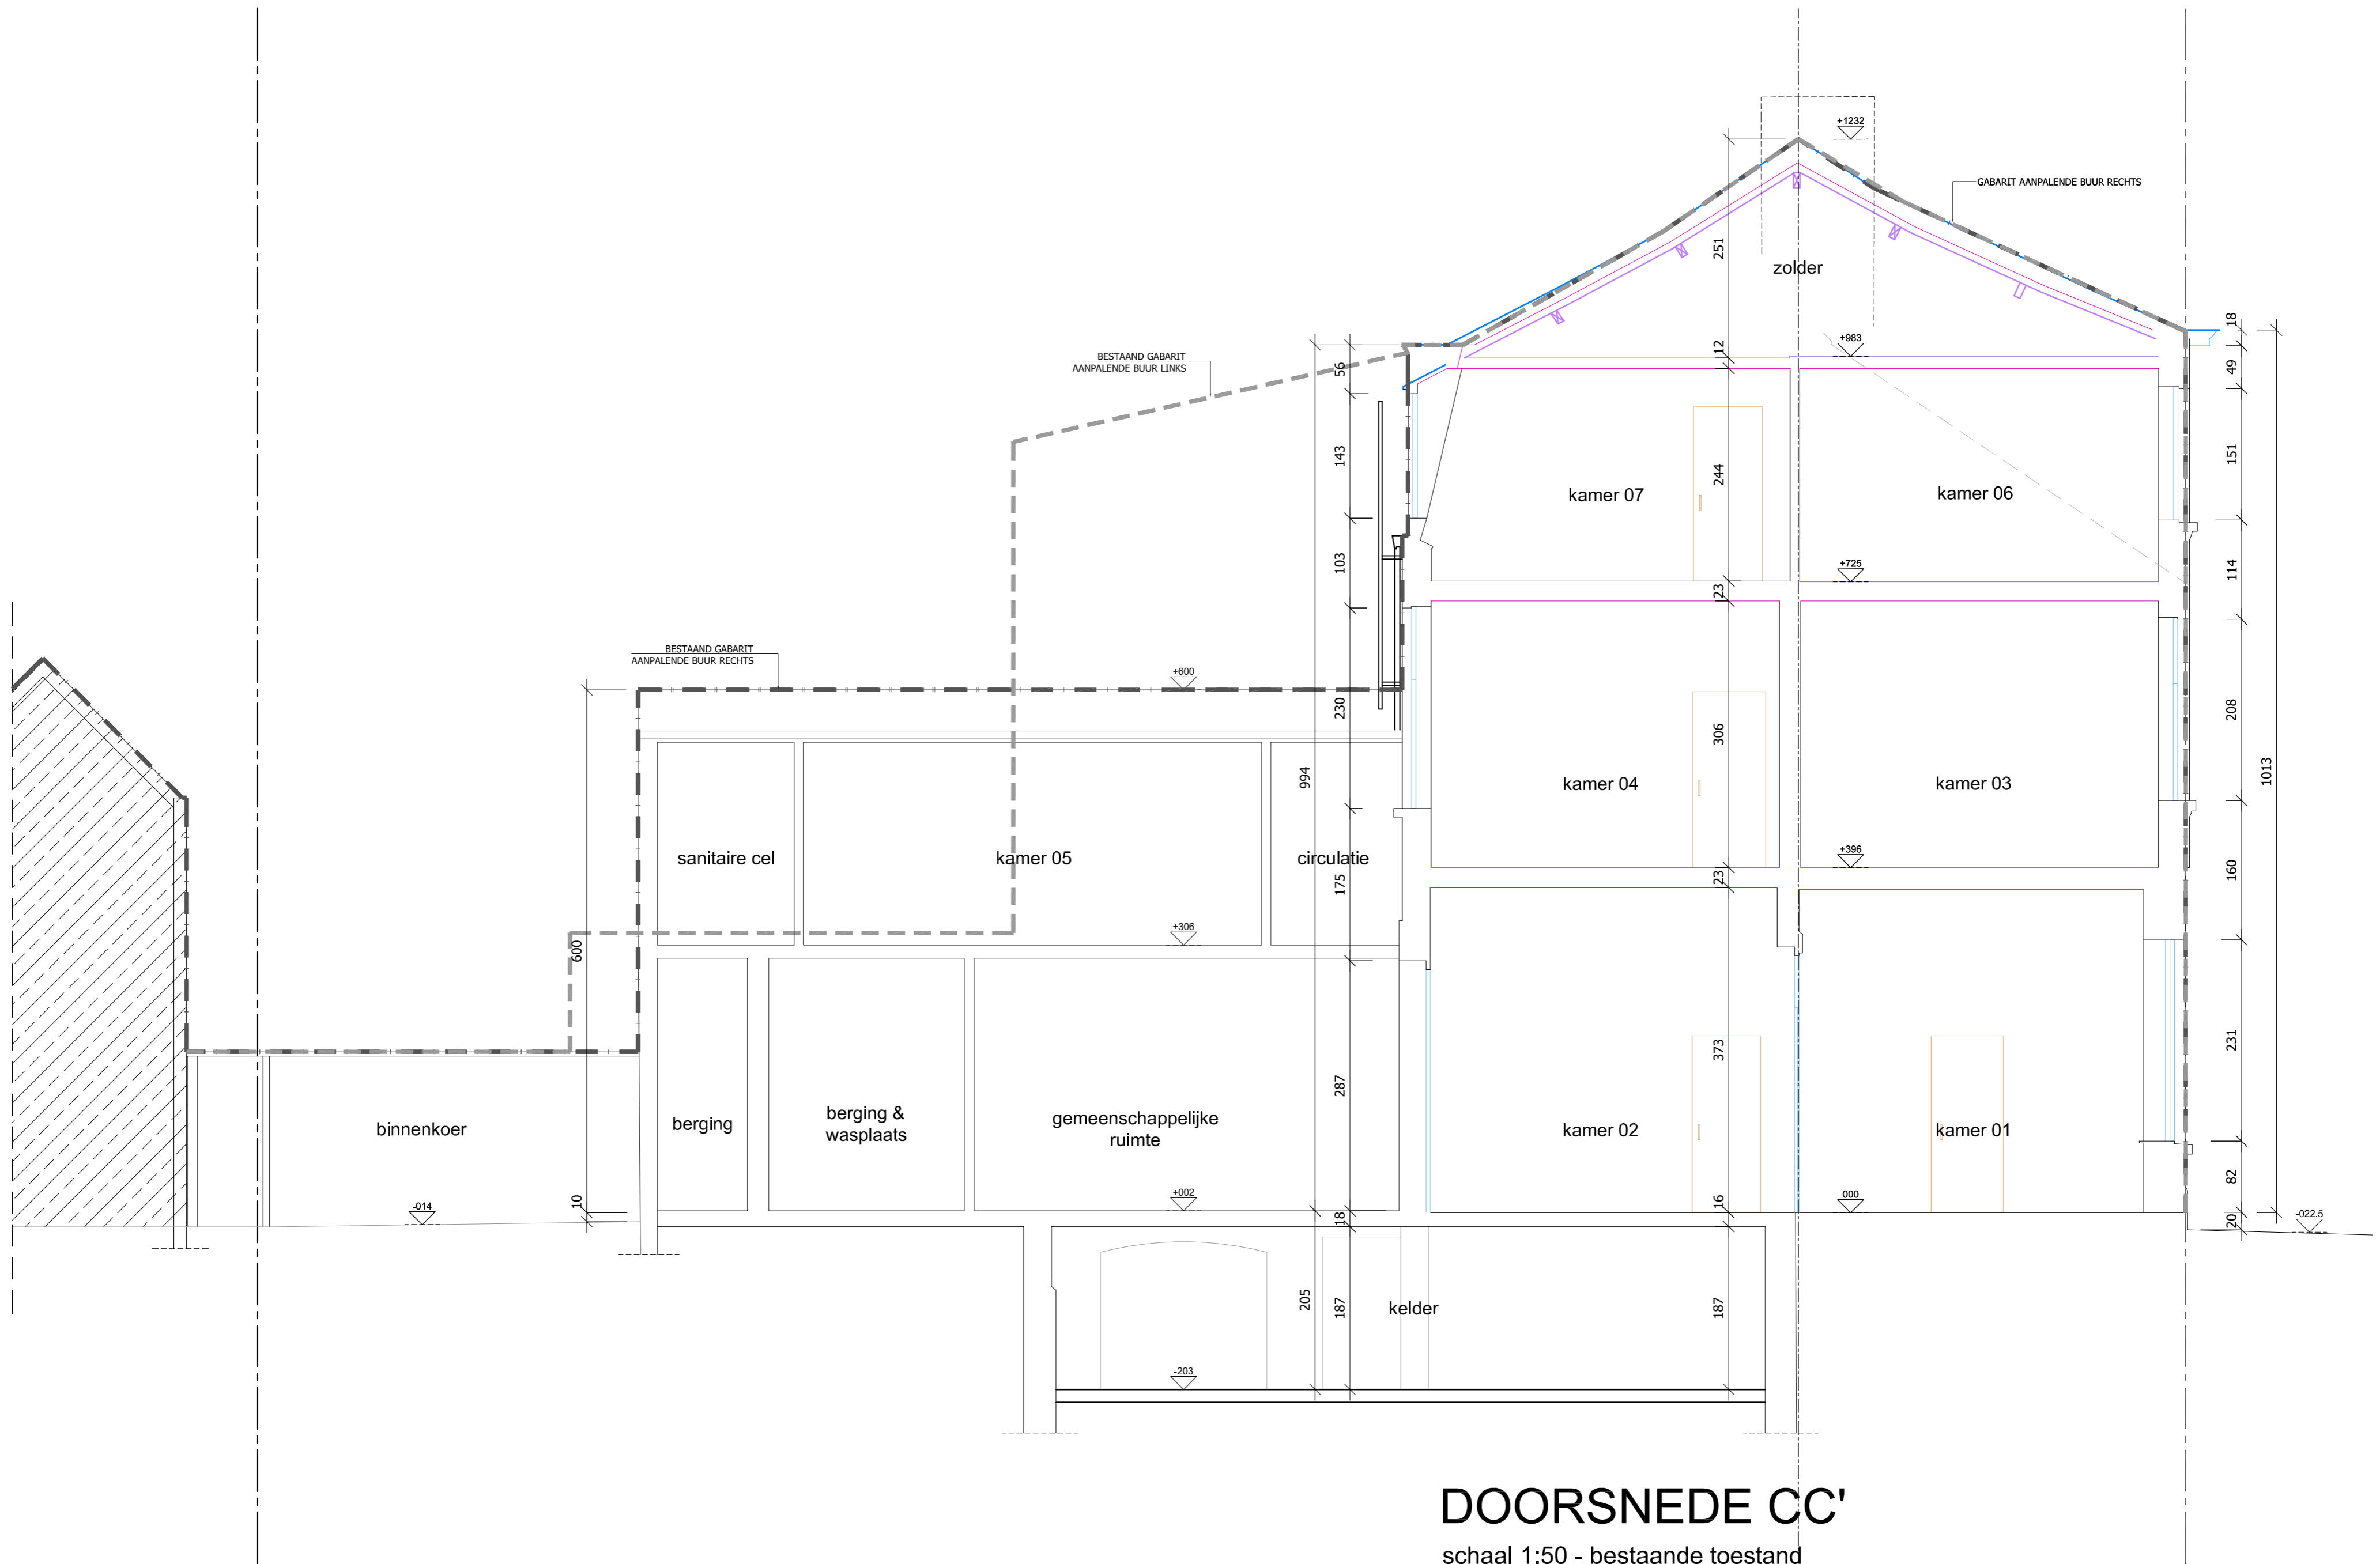 +1232
GABARIT AANPALENDE BUUR RECHTS
251
zolder
18
12
+983
BESTAAND GABARIT
AANPALENDE BUUR LINKS
56
49
143
244
151
kamer 07
kamer 06
103
+725
114
23
BESTAAND GABARIT
AANPALENDE BUUR RECHTS
+600
230
306
208
994
1013
kamer 04
kamer 03
sanitaire cel
kamer 05
circulatie
+396
175
23
160
+306
600
373
231
287
binnenkoer
berging
berging &
wasplaats
gemeenschappelijke
ruimte
kamer 02
kamer 01
82
10
-014
+002
18
16
000
20
-022.5
205
187
kelder
187
-203
DOORSNEDE CC'
schaal 1:50 - bestaande toestand